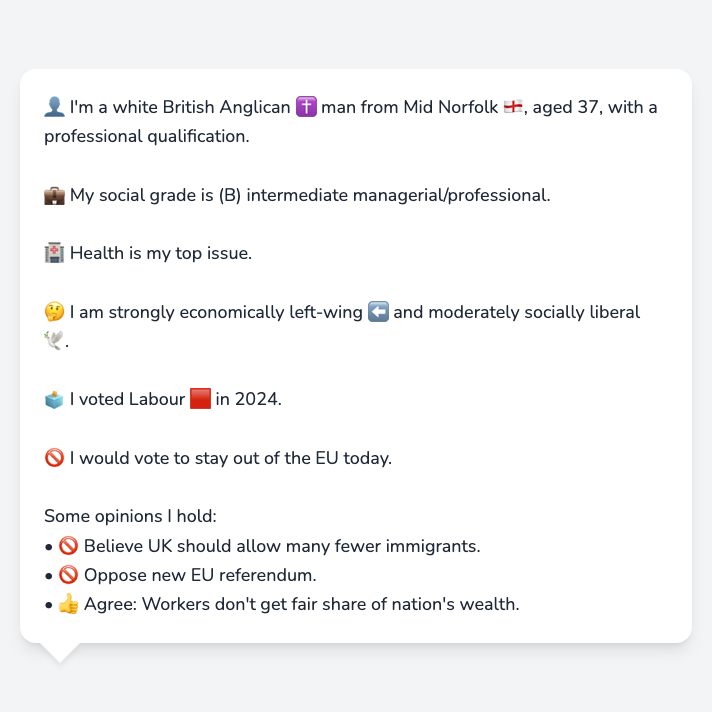 👤 I'm a white British Anglican ✝️ man from Mid Norfolk 🏴󠁧󠁢󠁥󠁮󠁧󠁿, aged 37, with a
professional qualification.
💼 My social grade is (B) intermediate managerial/professional.
🏥 Health is my top issue.
🤔 I am strongly economically left-wing ⬅️ and moderately socially liberal
🕊️.
🗳️ I voted Labour 🟥 in 2024.
🚫 I would vote to stay out of the EU today.
Some opinions I hold:
• 🚫 Believe UK should allow many fewer immigrants.
• 🚫 Oppose new EU referendum.
• 👍 Agree: Workers don't get fair share of nation's wealth.